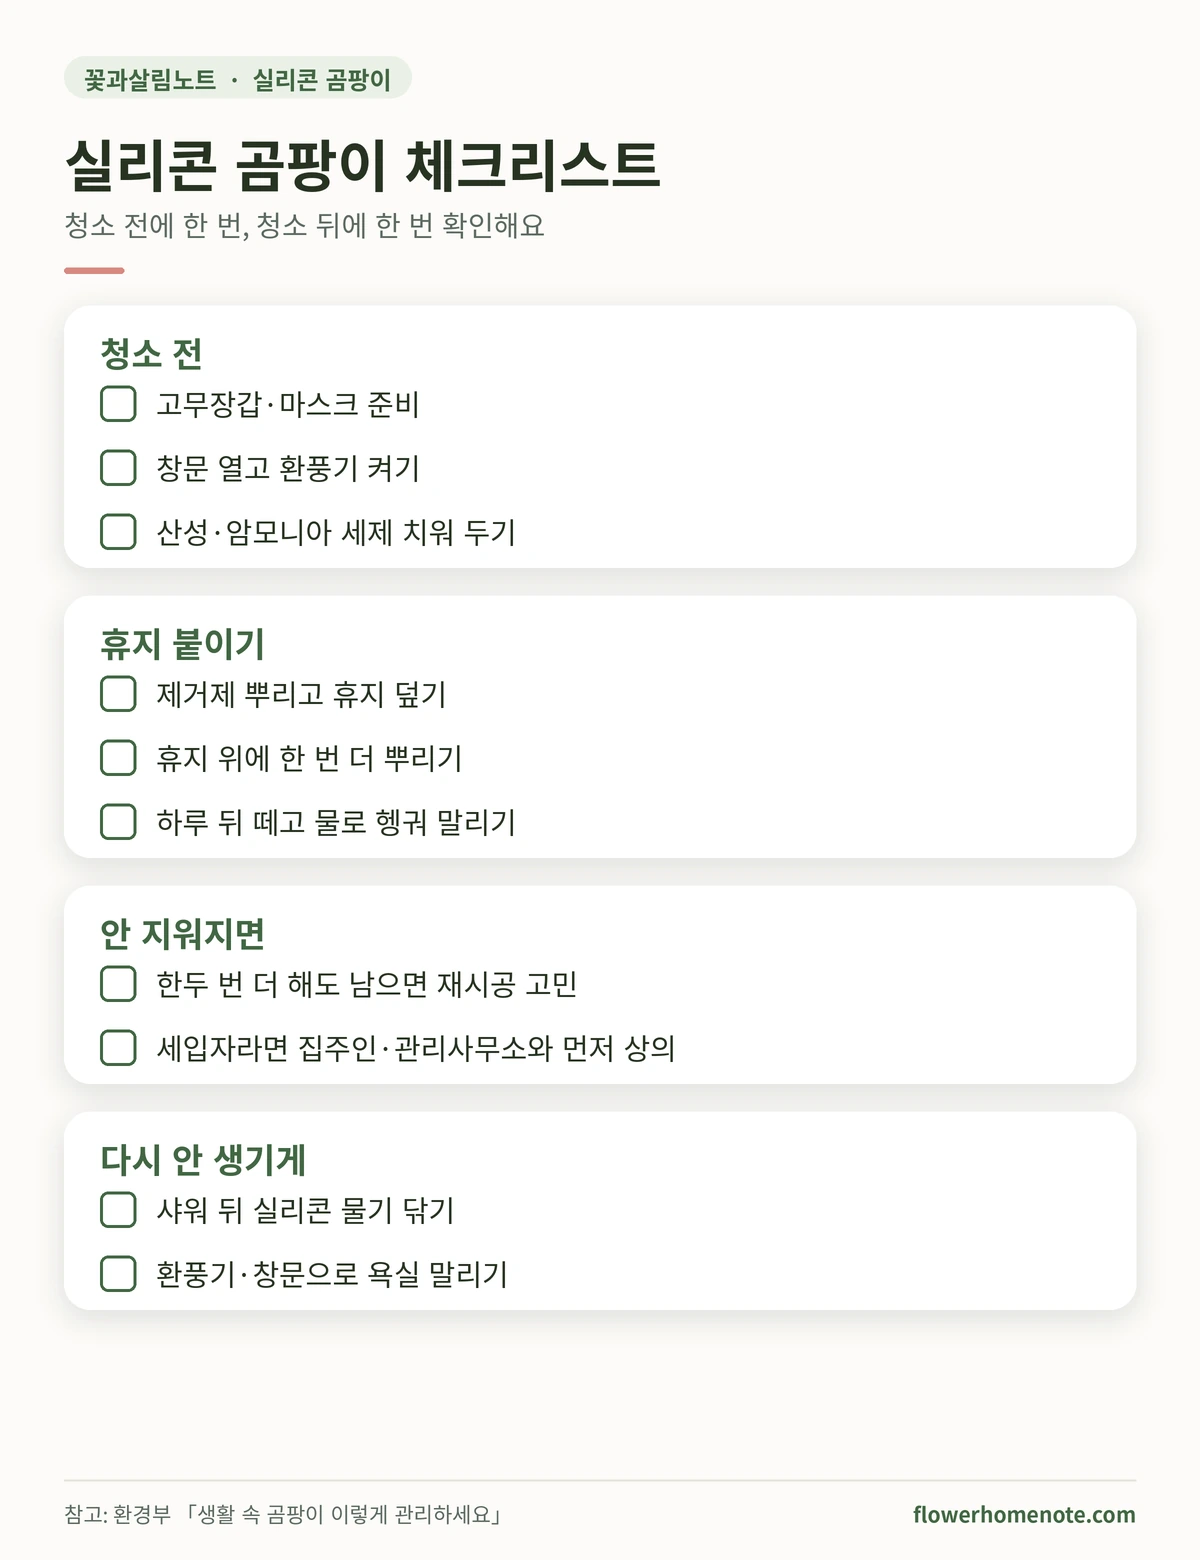 꽃과살림노트 · 실리콘 곰팡이
실리콘 곰팡이 체크리스트
청소 전에 한 번, 청소 뒤에 한 번 확인해요
청소 전
고무장갑·마스크 준비
창문 열고 환풍기 켜기
산성·암모니아 세제 치워 두기
휴지 붙이기
제거제 뿌리고 휴지 덮기
휴지 위에 한 번 더 뿌리기
하루 뒤 떼고 물로 헹궈 말리기
안 지워지면
한두 번 더 해도 남으면 재시공 고민
세입자라면 집주인·관리사무소와 먼저 상의
다시 안 생기게
샤워 뒤 실리콘 물기 닦기
환풍기·창문으로 욕실 말리기
참고: 환경부 「생활 속 곰팡이 이렇게 관리하세요」
flowerhomenote.com